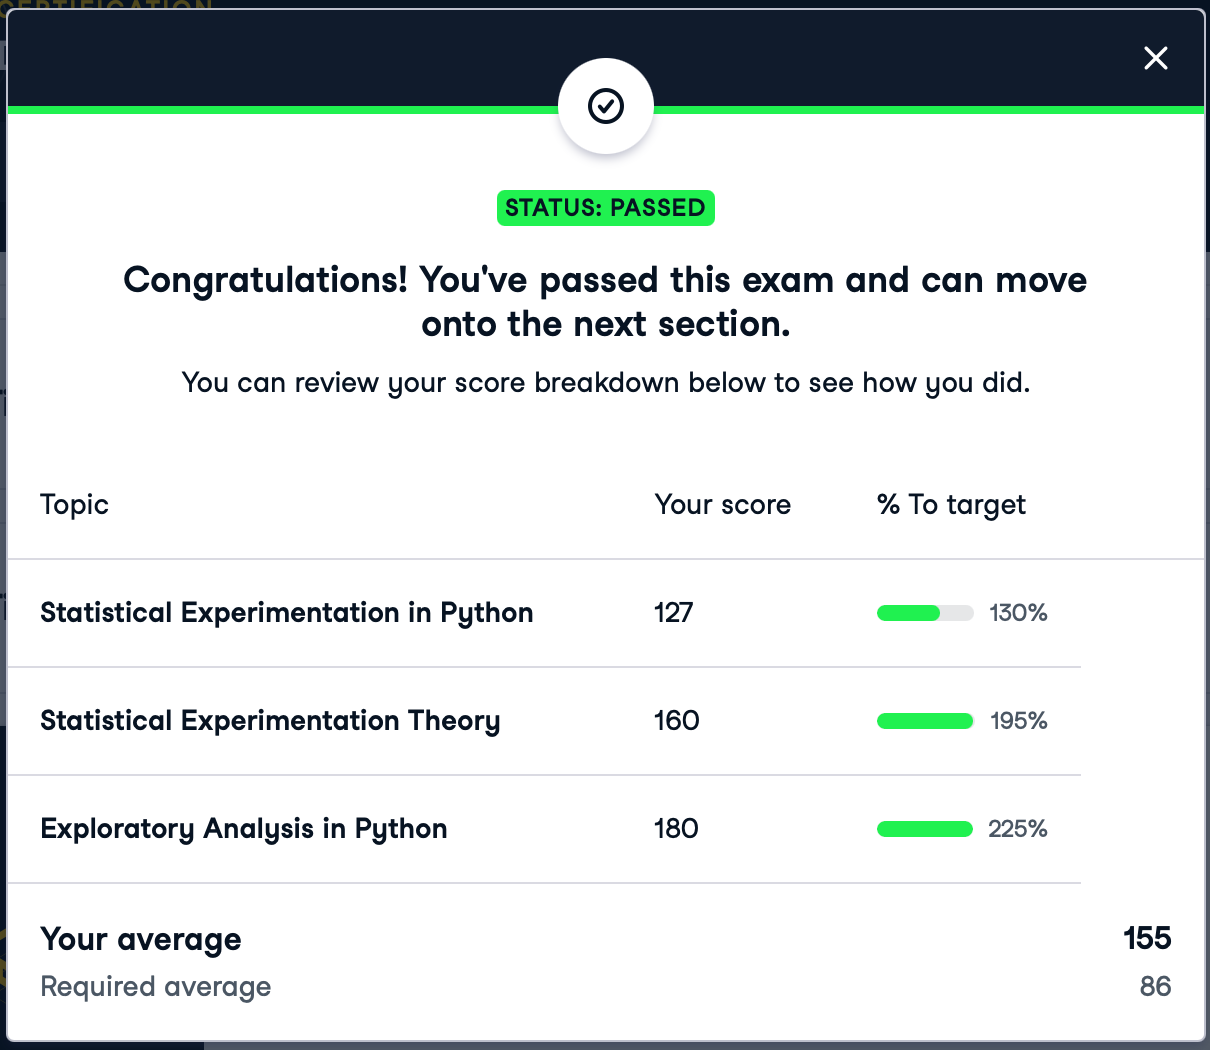 CERTIFICATION
STATUS: PASSED
Congratulations! You've passed this exam and can move
onto the next section.
You can review your score breakdown below to see how you did.
Topic Your score % To target
Statistical Experimentation in Python 127 130%
Statistical Experimentation Theory 160 195%
Exploratory Analysis in Python 180 225%
Your average 155
Required average 86